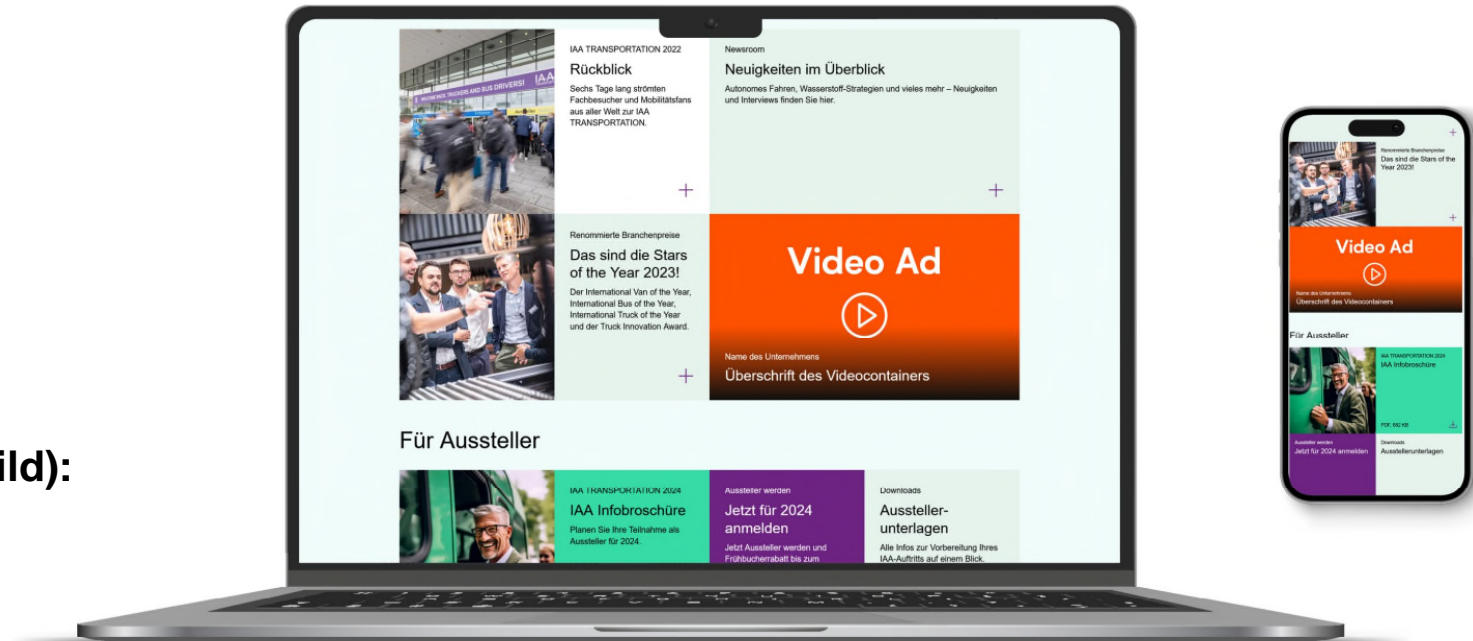 WELCOME, TRUCKERS AND BUS DRIVERS! IAA
IAA TRANSPORTATION 2022
Rückblick
Sechs Tage lang strömten
Fachbesucher und Mobilitätsfans
aus aller Welt zur IAA
TRANSPORTATION.
Newsroom
Neuigkeiten im Überblick
Autonomes Fahren, Wasserstoff-Strategien und vieles mehr – Neuigkeiten
und Interviews finden Sie hier.
Renommierte Branchenpreise
Das sind die Stars
of the Year 2023!
Der International Van of the Year,
International Bus of the Year,
International Truck of the Year
und der Truck Innovation Award.
Video Ad
Name des Unternehmens
Überschrift des Videocontainers
ild):
Für Aussteller
IAA TRANSPORTATION 2024
IAA Infobroschüre
Planen Sie Ihre Teilnahme als
Aussteller für 2024.
Aussteller werden
Jetzt für 2024
anmelden
Jetzt Aussteller werden und
Frühbucherrabatt bis zum
Downloads
Aussteller-
unterlagen
Alle Infos zur Vorbereitung Ihres
IAA-Auftritts auf einem Blick.
Renommierte Branchenpreise
Das sind die Stars of the
Year 2023!
Video Ad
Name des Unternehmens
Überschrift des Videocontainers
Für Aussteller
IAA TRANSPORTATION 2024
IAA Infobroschüre
PDF, 692 KB
Aussteller werden
Jetzt für 2024 anmelden
Downloads
Ausstellerunterlagen